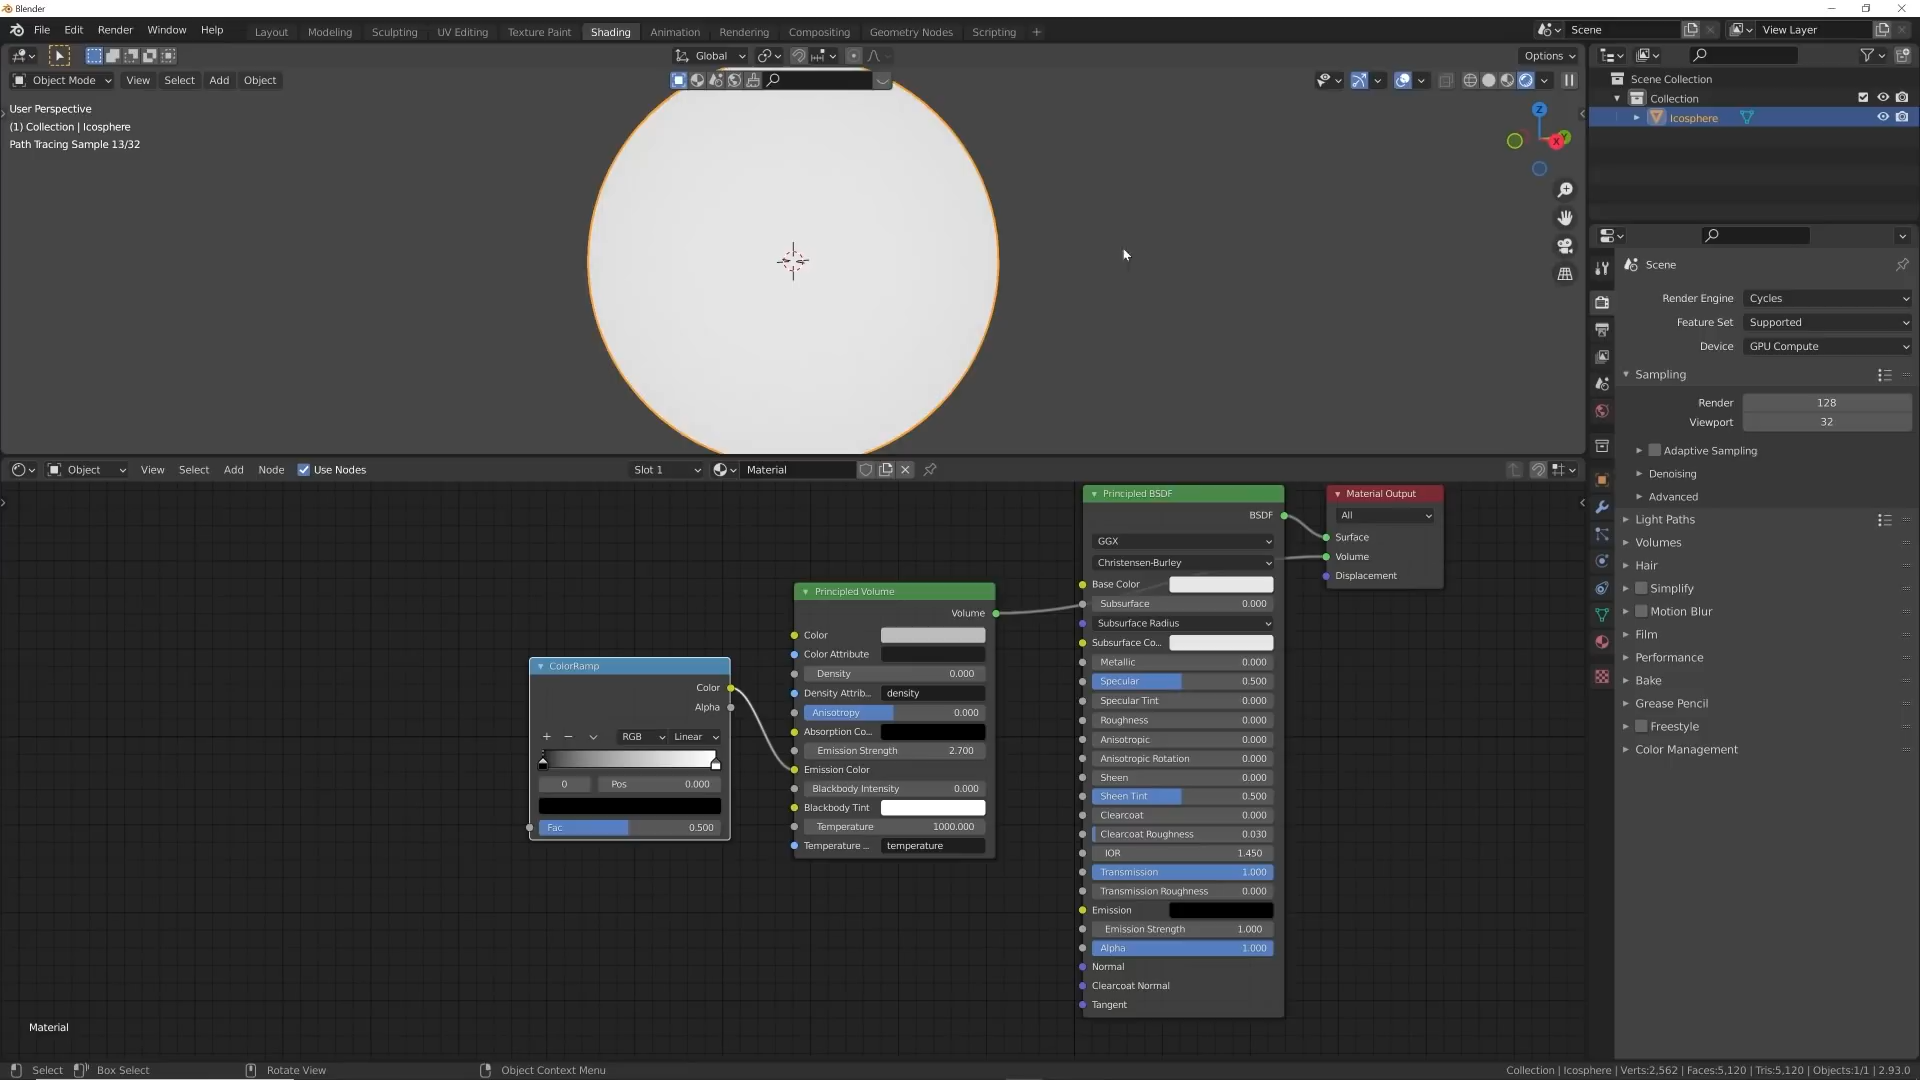 Blender
File Edit Render Window Help
Layout Modeling Sculpting UV Editing Texture Paint Shading Animation Rendering Compositing Geometry Nodes Scripting +
Scene
View Layer
Global
Options
Object Mode View Select Add Object
User Perspective
(1) Collection | Icosphere
Path Tracing Sample 13/32
Z
Y
X
Scene Collection
Collection
Icosphere
Scene
Render Engine Cycles
Feature Set Supported
Device GPU Compute
Sampling
Render 128
Viewport 32
Adaptive Sampling
Denoising
Advanced
Light Paths
Volumes
Hair
Simplify
Motion Blur
Film
Performance
Bake
Grease Pencil
Freestyle
Color Management
Object View Select Add Node Use Nodes
Slot 1
Material
ColorRamp
Color
Alpha
+ − RGB Linear
0 Pos 0.000
Fac 0.500
Principled Volume
Volume
Color
Color Attribute
Density 0.000
Density Attrib... density
Anisotropy 0.000
Absorption Co...
Emission Strength 2.700
Emission Color
Blackbody Intensity 0.000
Blackbody Tint
Temperature 1000.000
Temperature ... temperature
Principled BSDF
BSDF
GGX
Christensen-Burley
Base Color
Subsurface 0.000
Subsurface Radius
Subsurface Co...
Metallic 0.000
Specular 0.500
Specular Tint 0.000
Roughness 0.000
Anisotropic 0.000
Anisotropic Rotation 0.000
Sheen 0.000
Sheen Tint 0.500
Clearcoat 0.000
Clearcoat Roughness 0.030
IOR 1.450
Transmission 1.000
Transmission Roughness 0.000
Emission
Emission Strength 1.000
Alpha 1.000
Normal
Clearcoat Normal
Tangent
Material Output
All
Surface
Volume
Displacement
Material
Select Box Select Rotate View Object Context Menu
Collection | Icosphere | Verts:2,562 | Faces:5,120 | Tris:5,120 | Objects:1/1 | 2.93.0